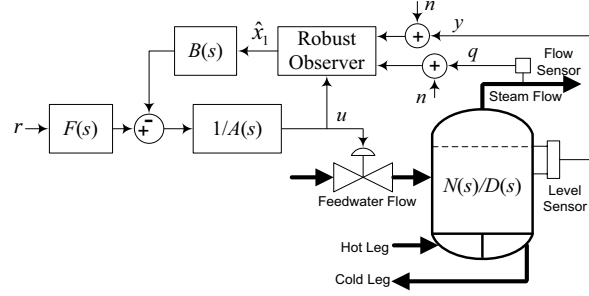 n
y
x̂₁
B(s)
Robust
Observer
+
q
Flow
Sensor
+
n
Steam Flow
r
F(s)
+
-
1/A(s)
u
Feedwater Flow
N(s)/D(s)
Level
Sensor
Hot Leg
Cold Leg